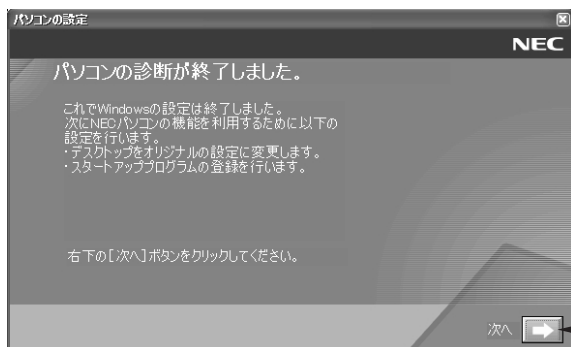 パソコンの設定
NEC
パソコンの診断が終了しました。
これでWindowsの設定は終了しました。
次にNECパソコンの機能を利用するために以下の
設定を行います。
・デスクトップをオリジナルの設定に変更します。
・スタートアッププログラムの登録を行います。
右下の[次へ]ボタンをクリックしてください。
次へ